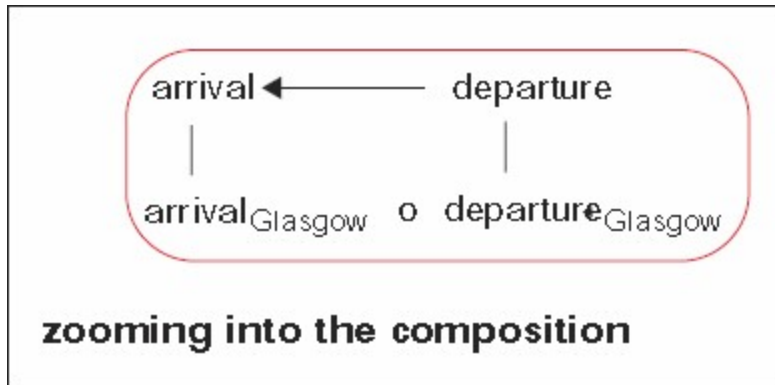 arrival departure
arrivalGlasgow o departureGlasgow
zooming into the composition